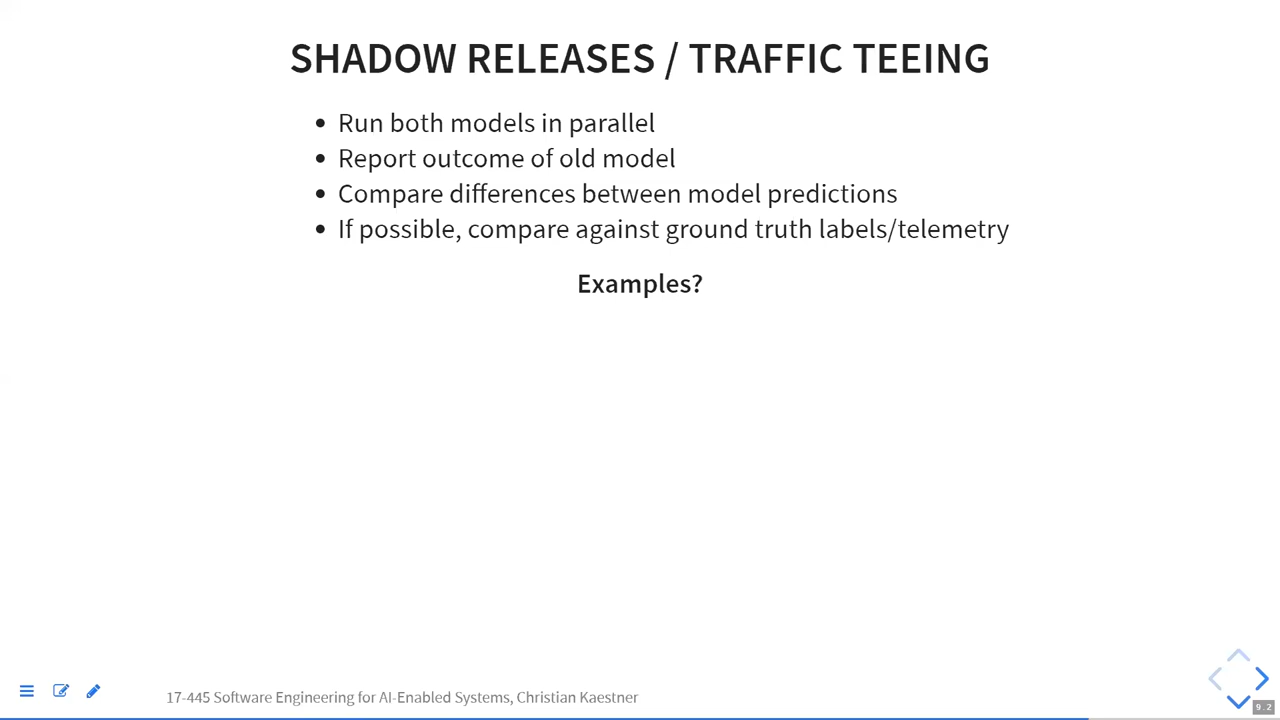 SHADOW RELEASES / TRAFFIC TEEING
• Run both models in parallel
• Report outcome of old model
• Compare differences between model predictions
• If possible, compare against ground truth labels/telemetry
Examples?
17-445 Software Engineering for AI-Enabled Systems, Christian Kaestner
9.2